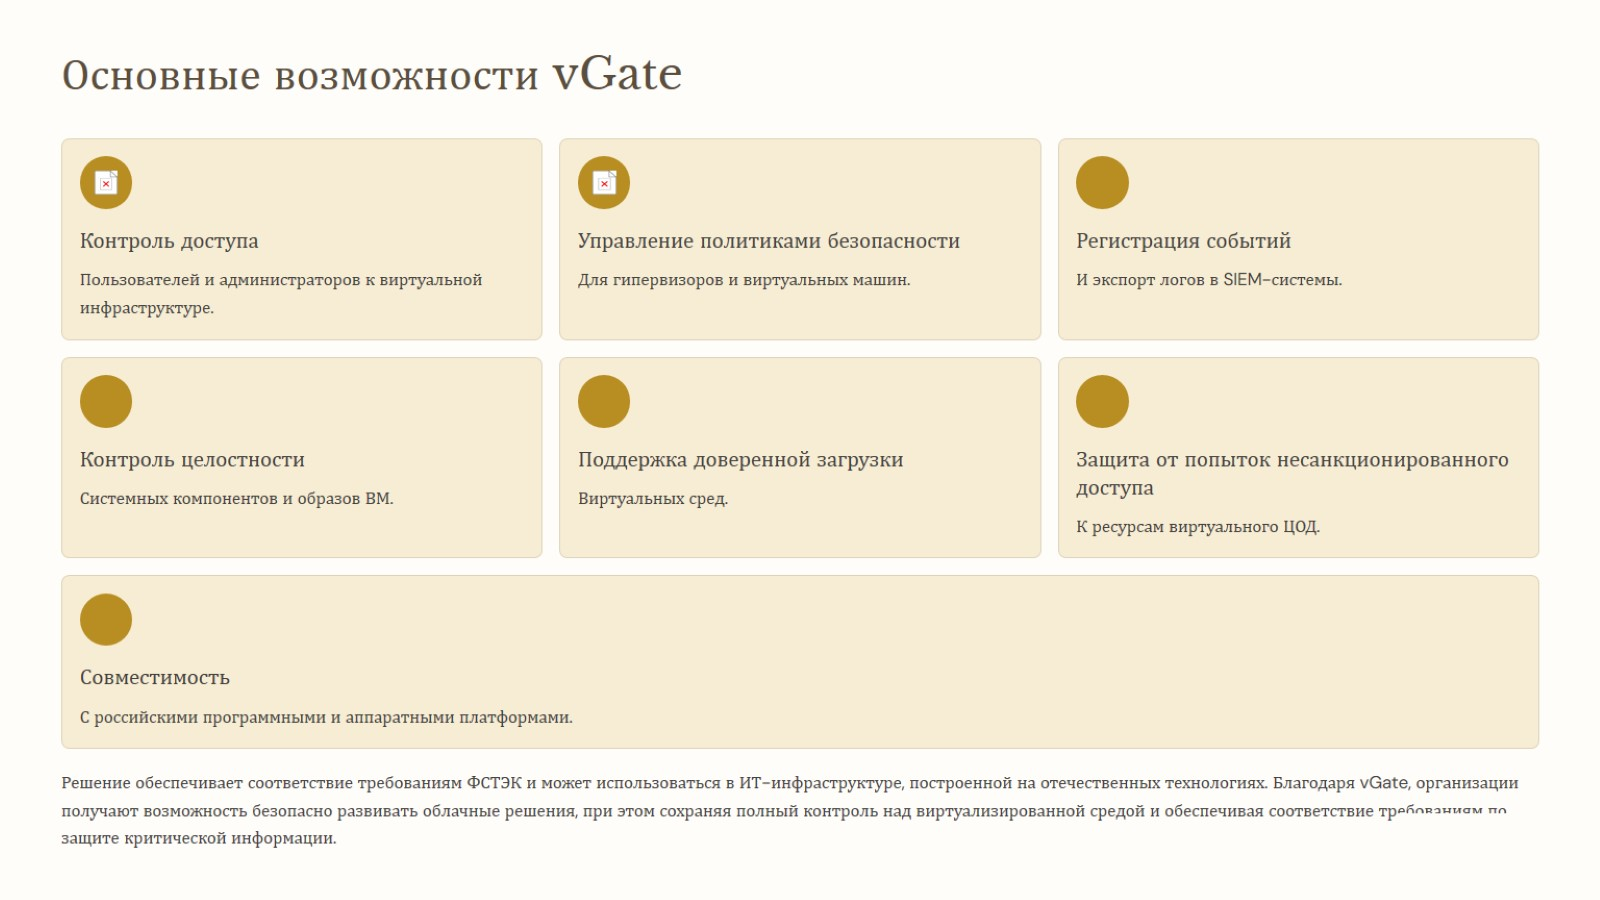 Основные возможности vGate
Контроль доступа
Пользователей и администраторов к виртуальной
инфраструктуре.
Управление политиками безопасности
Для гипервизоров и виртуальных машин.
Регистрация событий
И экспорт логов в SIEM-системы.
Контроль целостности
Системных компонентов и образов ВМ.
Поддержка доверенной загрузки
Виртуальных сред.
Защита от попыток несанкционированного
доступа
К ресурсам виртуального ЦОД.
Совместимость
С российскими программными и аппаратными платформами.
Решение обеспечивает соответствие требованиям ФСТЭК и может использоваться в ИТ-инфраструктуре, построенной на отечественных технологиях. Благодаря vGate, организации
получают возможность безопасно развивать облачные решения, при этом сохраняя полный контроль над виртуализированной средой и обеспечивая соответствие требованиям по
защите критической информации.